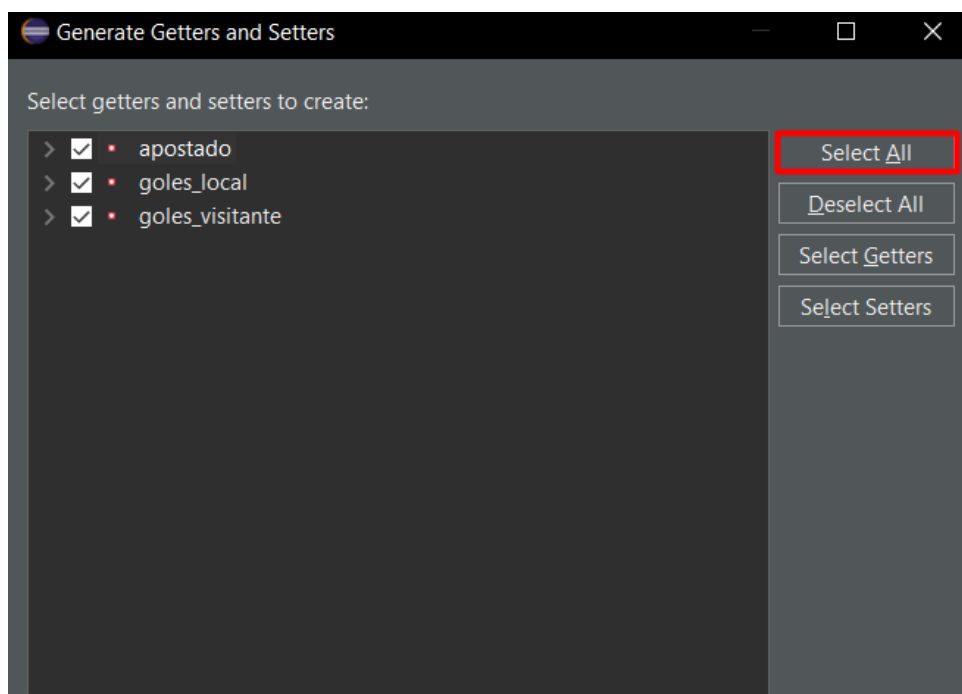 Generate Getters and Setters
Select getters and setters to create:
apostado
goles_local
goles_visitante
Select All
Deselect All
Select Getters
Select Setters